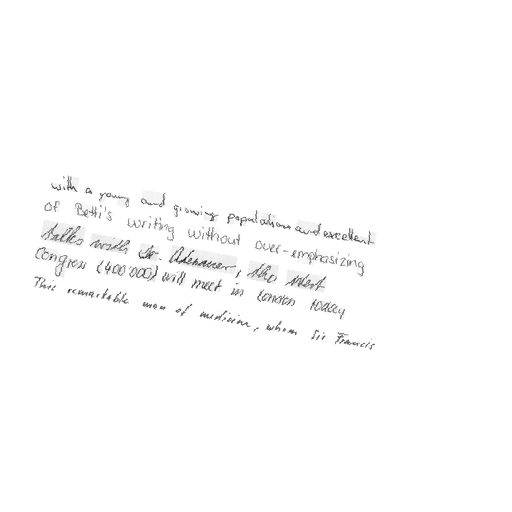 with a young and growing population and excellent
of Betti's writing without over-emphasizing
talks with Dr. Adenauer, the West
Congress (400'000) will meet in London today
This remarkable man of medicine, whom Sir Francis